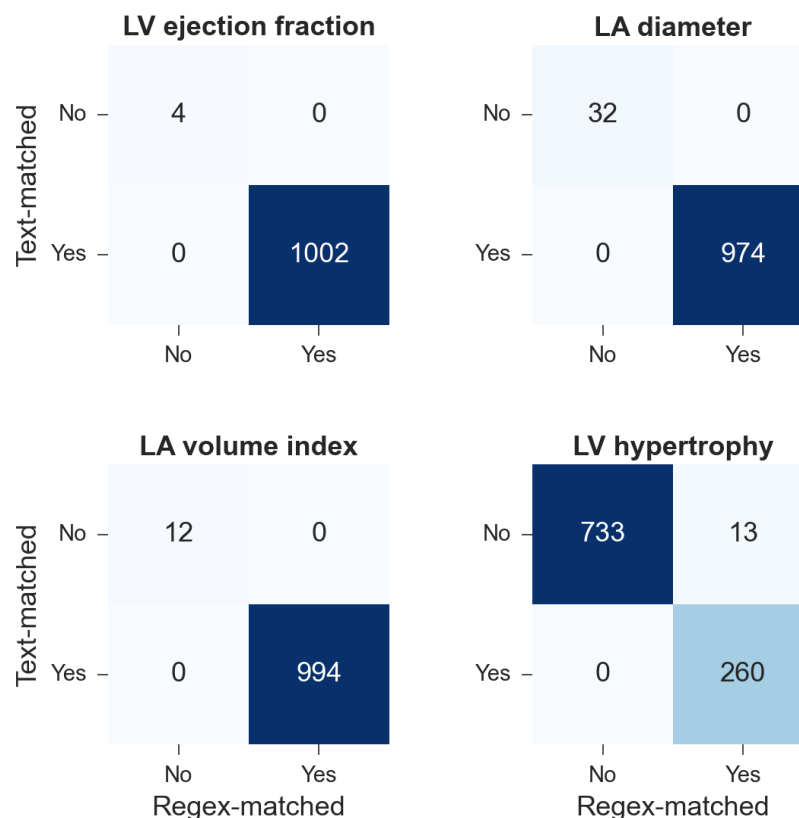 LV ejection fraction
LA diameter
Text-matched
No
4
0
Yes
0
1002
No
Yes
No
32
0
Yes
0
974
No
Yes
LA volume index
LV hypertrophy
Text-matched
No
12
0
Yes
0
994
No
Yes
Regex-matched
No
733
13
Yes
0
260
No
Yes
Regex-matched